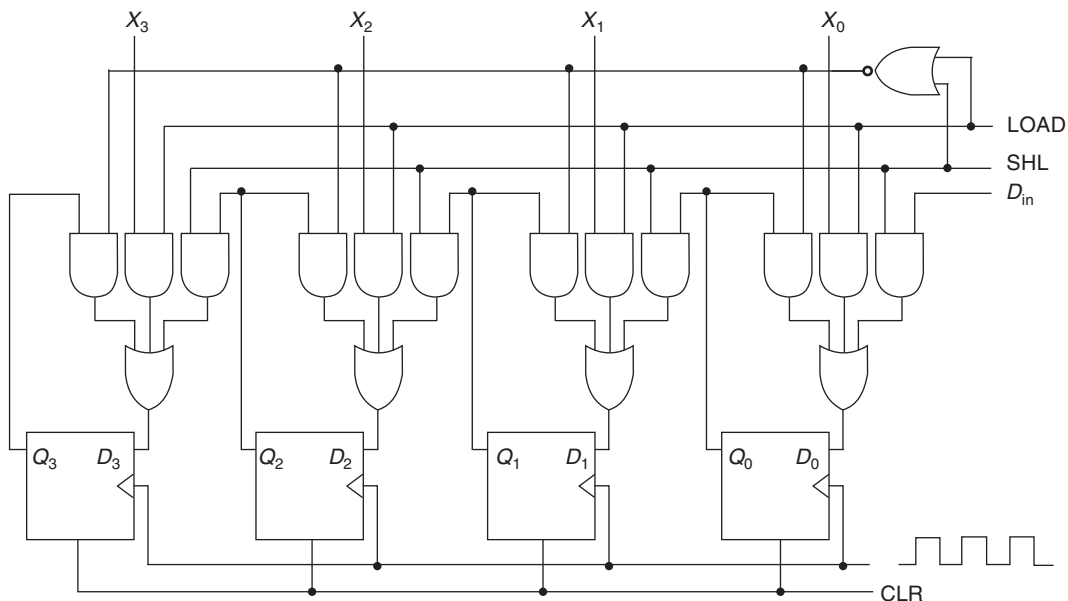 X₃ X₂ X₁ X₀
LOAD
SHL
Dᵢₙ
Q₃ D₃ Q₂ D₂ Q₁ D₁ Q₀ D₀
CLR